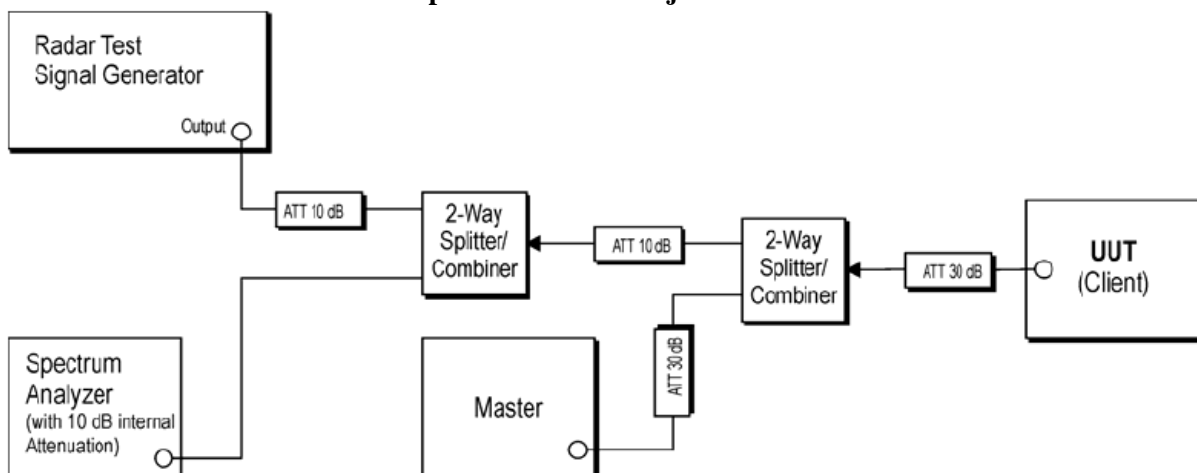 Radar Test
Signal Generator
Output
ATT 10 dB
2-Way
Splitter/
Combiner
ATT 10 dB
2-Way
Splitter/
Combiner
ATT 30 dB
UUT
(Client)
Spectrum
Analyzer
(with 10 dB internal
Attenuation)
Master
ATT 30 dB